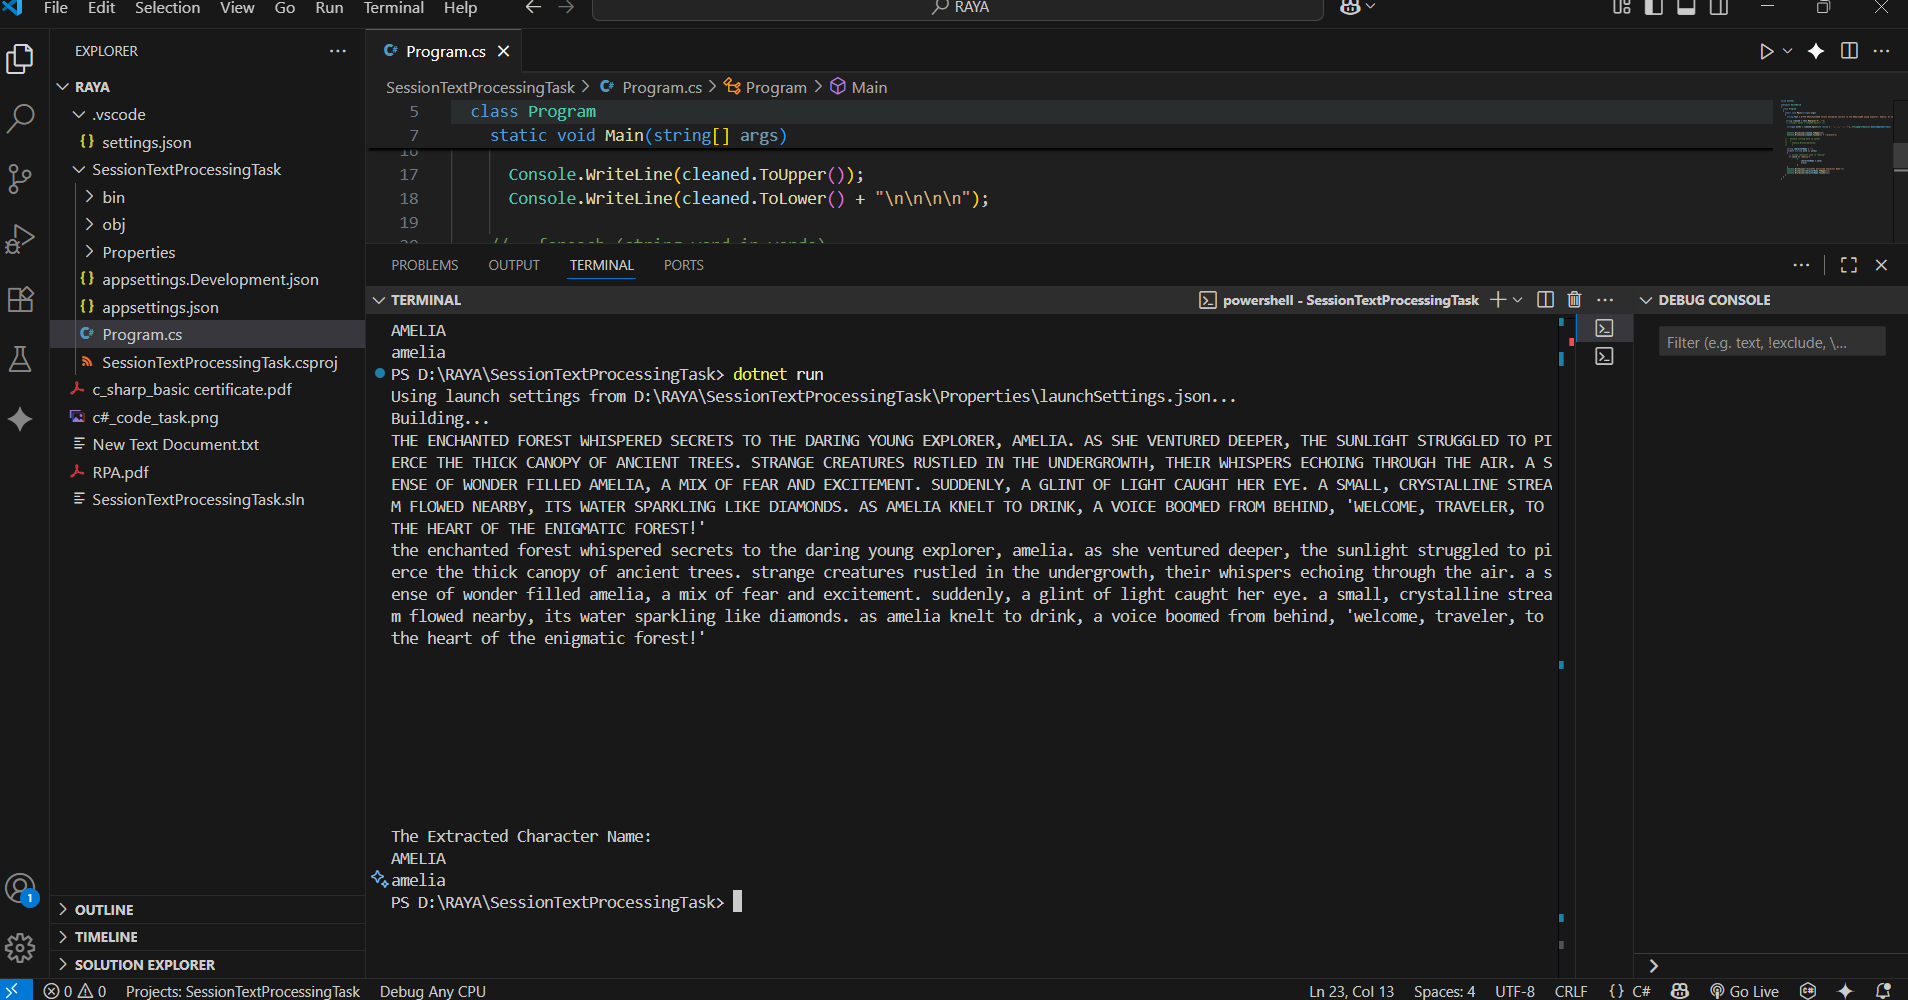 File Edit Selection View Go Run Terminal Help
RAYA
EXPLORER
RAYA
.vscode
settings.json
SessionTextProcessingTask
bin
obj
Properties
appsettings.Development.json
appsettings.json
Program.cs
SessionTextProcessingTask.csproj
c_sharp_basic certificate.pdf
c#_code_task.png
New Text Document.txt
RPA.pdf
SessionTextProcessingTask.sln
OUTLINE
TIMELINE
SOLUTION EXPLORER
Program.cs
SessionTextProcessingTask > Program.cs > Program > Main
5 class Program
7 static void Main(string[] args)
17 Console.WriteLine(cleaned.ToUpper());
18 Console.WriteLine(cleaned.ToLower() + "\n\n\n\n");
19
PROBLEMS OUTPUT TERMINAL PORTS
TERMINAL
powershell - SessionTextProcessingTask
AMELIA
amelia
PS D:\RAYA\SessionTextProcessingTask> dotnet run
Using launch settings from D:\RAYA\SessionTextProcessingTask\Properties\launchSettings.json...
Building...
THE ENCHANTED FOREST WHISPERED SECRETS TO THE DARING YOUNG EXPLORER, AMELIA. AS SHE VENTURED DEEPER, THE SUNLIGHT STRUGGLED TO PI
ERCE THE THICK CANOPY OF ANCIENT TREES. STRANGE CREATURES RUSTLED IN THE UNDERGROWTH, THEIR WHISPERS ECHOING THROUGH THE AIR. A S
ENSE OF WONDER FILLED AMELIA, A MIX OF FEAR AND EXCITEMENT. SUDDENLY, A GLINT OF LIGHT CAUGHT HER EYE. A SMALL, CRYSTALLINE STREA
M FLOWED NEARBY, ITS WATER SPARKLING LIKE DIAMONDS. AS AMELIA KNELT TO DRINK, A VOICE BOOMED FROM BEHIND, 'WELCOME, TRAVELER, TO
THE HEART OF THE ENIGMATIC FOREST!'
the enchanted forest whispered secrets to the daring young explorer, amelia. as she ventured deeper, the sunlight struggled to pi
erce the thick canopy of ancient trees. strange creatures rustled in the undergrowth, their whispers echoing through the air. a s
ense of wonder filled amelia, a mix of fear and excitement. suddenly, a glint of light caught her eye. a small, crystalline strea
m flowed nearby, its water sparkling like diamonds. as amelia knelt to drink, a voice boomed from behind, 'welcome, traveler, to
the heart of the enigmatic forest!'
The Extracted Character Name:
AMELIA
amelia
PS D:\RAYA\SessionTextProcessingTask>
DEBUG CONSOLE
Filter (e.g. text, !exclude, \...
1
0 0 Projects: SessionTextProcessingTask Debug Any CPU
Ln 23, Col 13 Spaces: 4 UTF-8 CRLF {} C# Go Live